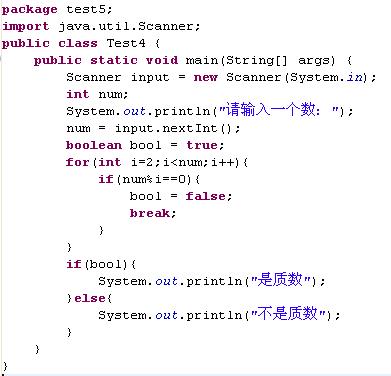 package test5;
import java.util.Scanner;
public class Test4 {
    public static void main(String[] args) {
        Scanner input = new Scanner(System.in);
        int num;
        System.out.println("请输入一个数: ");
        num = input.nextInt();
        boolean bool = true;
        for(int i=2;i<num;i++){
            if(num%i==0){
                bool = false;
                break;
            }
        }
        if(bool){
            System.out.println("是质数");
        }else{
            System.out.println("不是质数");
        }
    }
}